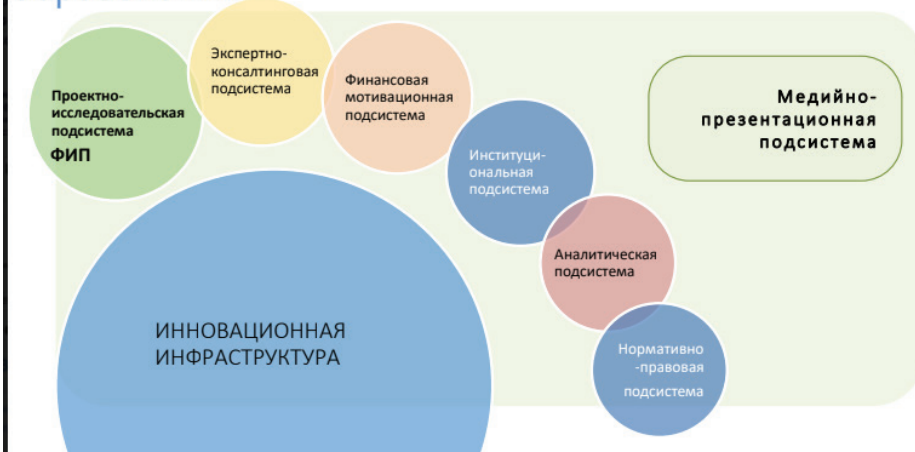 Проектно-
исследовательская
подсистема
ФИП
Экспертно-
консалтинговая
подсистема
Финансовая
мотивационная
подсистема
Институци-
ональная
подсистема
Аналитическая
подсистема
Нормативно
-правовая
подсистема
Медийно-
презентационная
подсистема
ИННОВАЦИОННАЯ
ИНФРАСТРУКТУРА